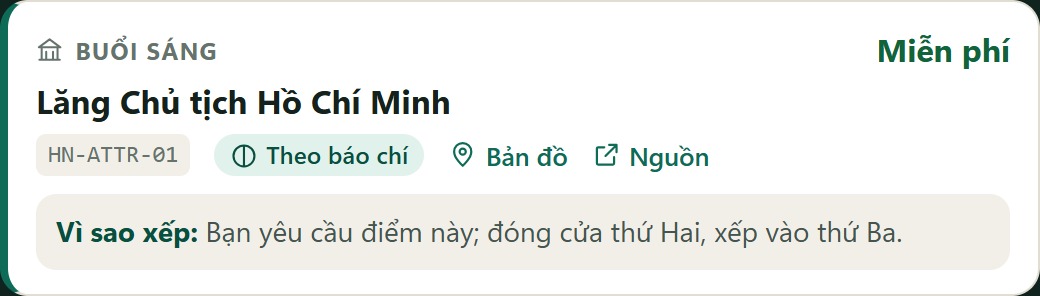 BUỔI SÁNG
Miễn phí
Lăng Chủ tịch Hồ Chí Minh
HN-ATTR-01 Theo báo chí Bản đồ Nguồn
Vì sao xếp: Bạn yêu cầu điểm này; đóng cửa thứ Hai, xếp vào thứ Ba.